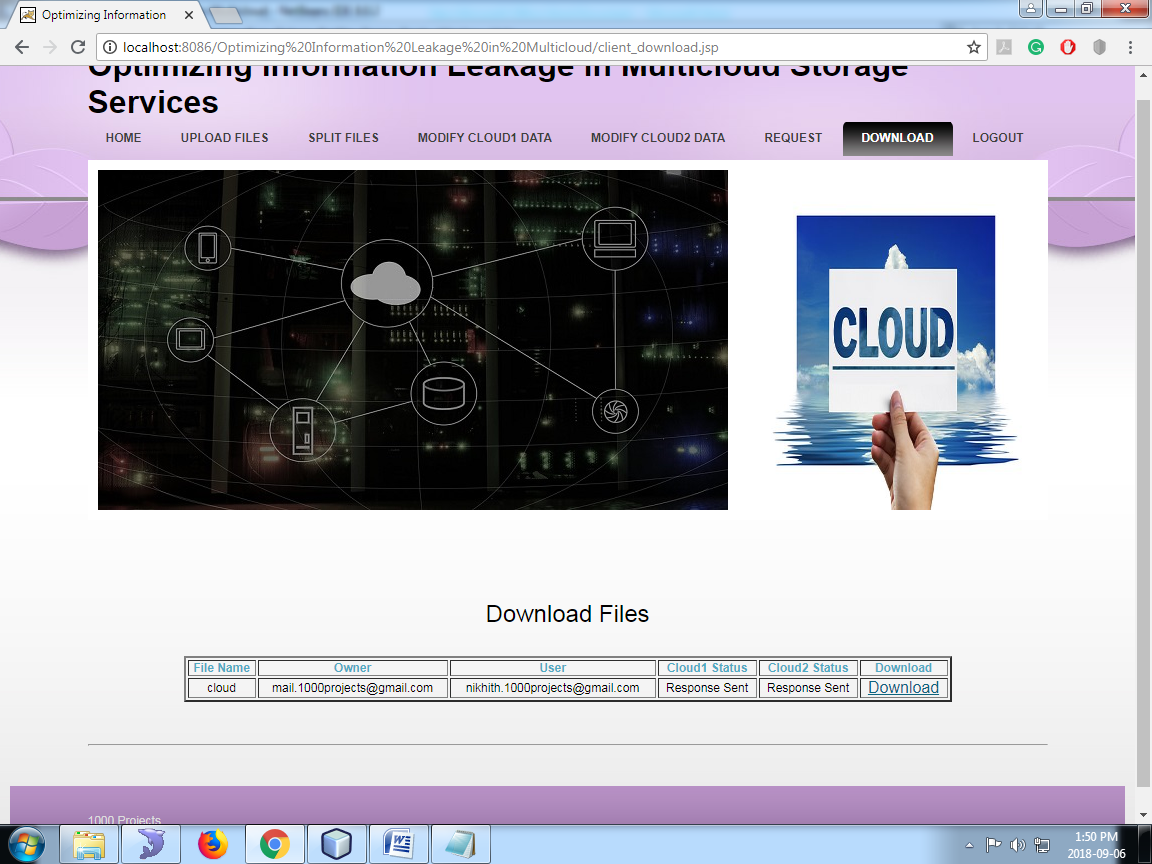 Optimizing Information
localhost:8086/Optimizing%20Information%20Leakage%20in%20Multicloud/client_download.jsp
Optimizing Information Leakage in Multicloud Storage
Services
HOME UPLOAD FILES SPLIT FILES MODIFY CLOUD1 DATA MODIFY CLOUD2 DATA REQUEST DOWNLOAD LOGOUT
CLOUD
Download Files
File Name Owner User Cloud1 Status Cloud2 Status Download
cloud mail.1000projects@gmail.com nikhith.1000projects@gmail.com Response Sent Response Sent Download
1000 Projects
1:50 PM
2018-09-06